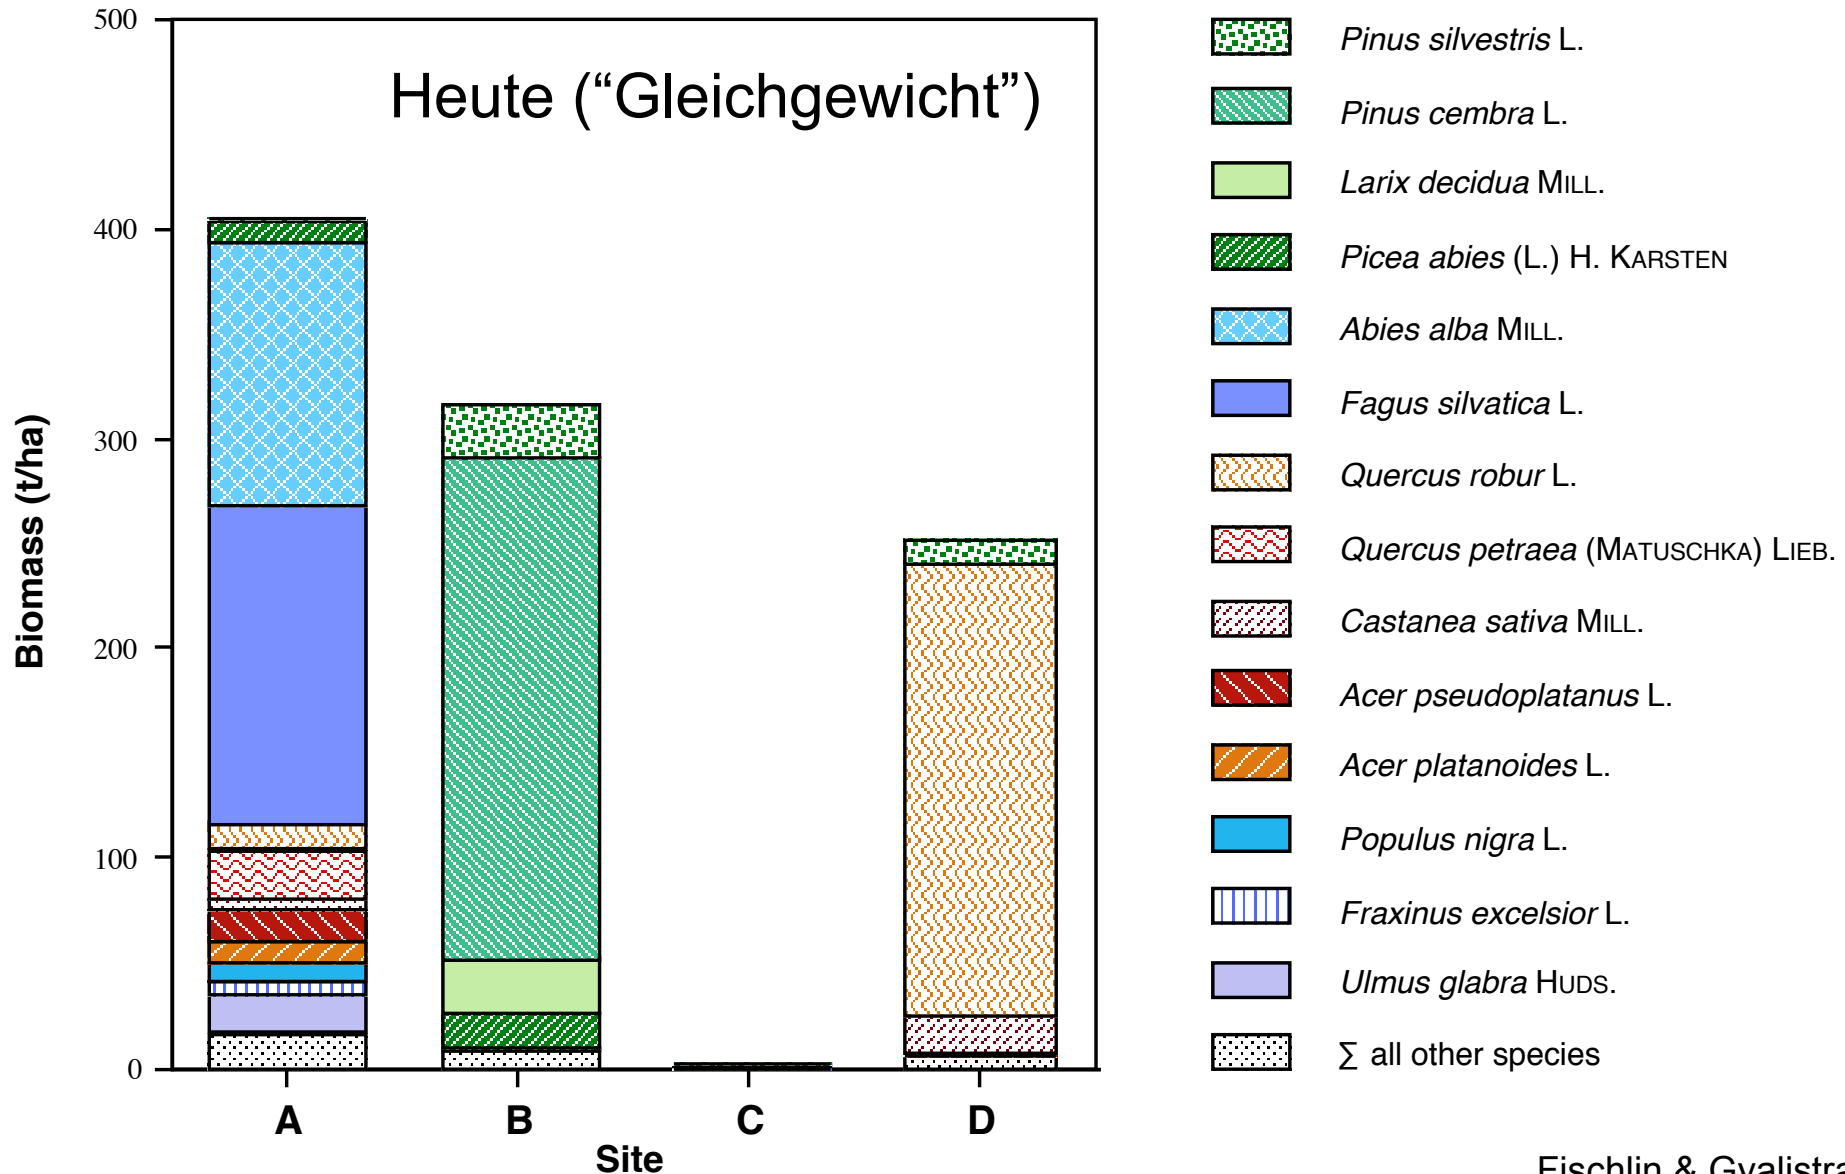 500
400
300
200
100
0
Biomass (t/ha)
Heute (“Gleichgewicht”)
A
B
C
D
Site
Pinus silvestris L.
Pinus cembra L.
Larix decidua MILL.
Picea abies (L.) H. KARSTEN
Abies alba MILL.
Fagus silvatica L.
Quercus robur L.
Quercus petraea (MATUSCHKA) LIEB.
Castanea sativa MILL.
Acer pseudoplatanus L.
Acer platanoides L.
Populus nigra L.
Fraxinus excelsior L.
Ulmus glabra HUDS.
∑ all other species
Fischlin & Gyalistra